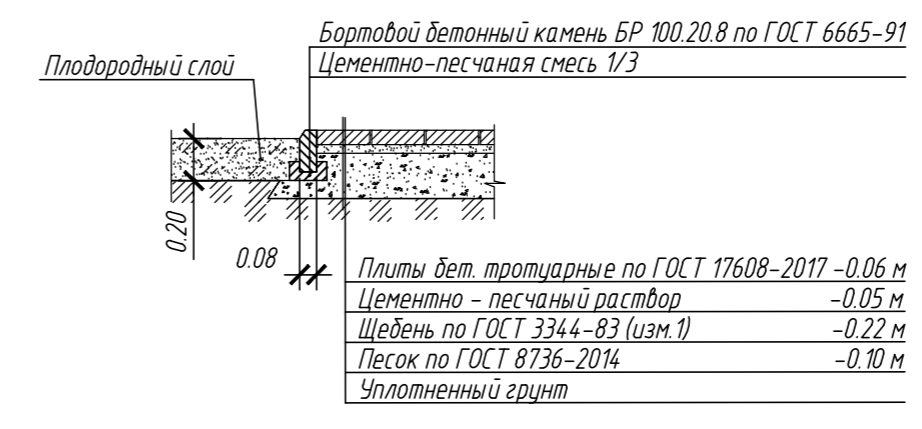 Бортовой бетонный камень БР 100.20.8 по ГОСТ 6665-91
Плодородный слой
Цементно-песчаная смесь 1/3
0.20
0.08
Плиты бет. тротуарные по ГОСТ 17608-2017 -0.06 м
Цементно - песчаный раствор -0.05 м
Щебень по ГОСТ 3344-83 (изм.1) -0.22 м
Песок по ГОСТ 8736-2014 -0.10 м
Уплотненный грунт